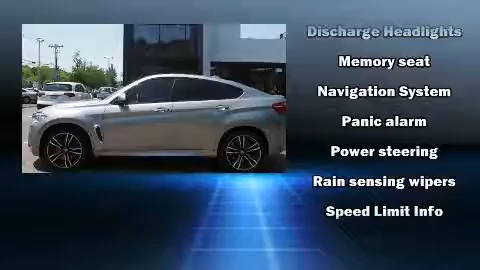 Discharge Headlights
Memory seat
Navigation System
Panic alarm
Power steering
Rain sensing wipers
Speed Limit Info